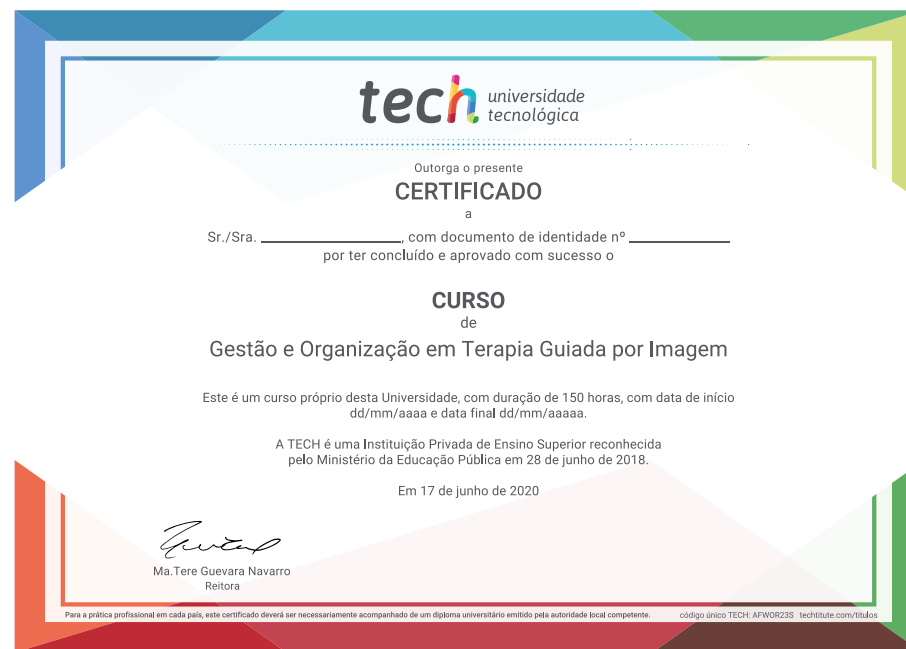 tech universidade
tecnológica
Outorga o presente
CERTIFICADO
a
Sr./Sra. ____________________, com documento de identidade nº ______________
por ter concluído e aprovado com sucesso o
CURSO
de
Gestão e Organização em Terapia Guiada por Imagem
Este é um curso próprio desta Universidade, com duração de 150 horas, com data de início
dd/mm/aaaa e data final dd/mm/aaaaa.
A TECH é uma Instituição Privada de Ensino Superior reconhecida
pelo Ministério da Educação Pública em 28 de junho de 2018.
Em 17 de junho de 2020
Ma.Tere Guevara Navarro
Reitora
Para a prática profissional em cada país, este certificado deverá ser necessariamente acompanhado de um diploma universitário emitido pela autoridade local competente. código único TECH: AFWOR23S techtitute.com/titulos